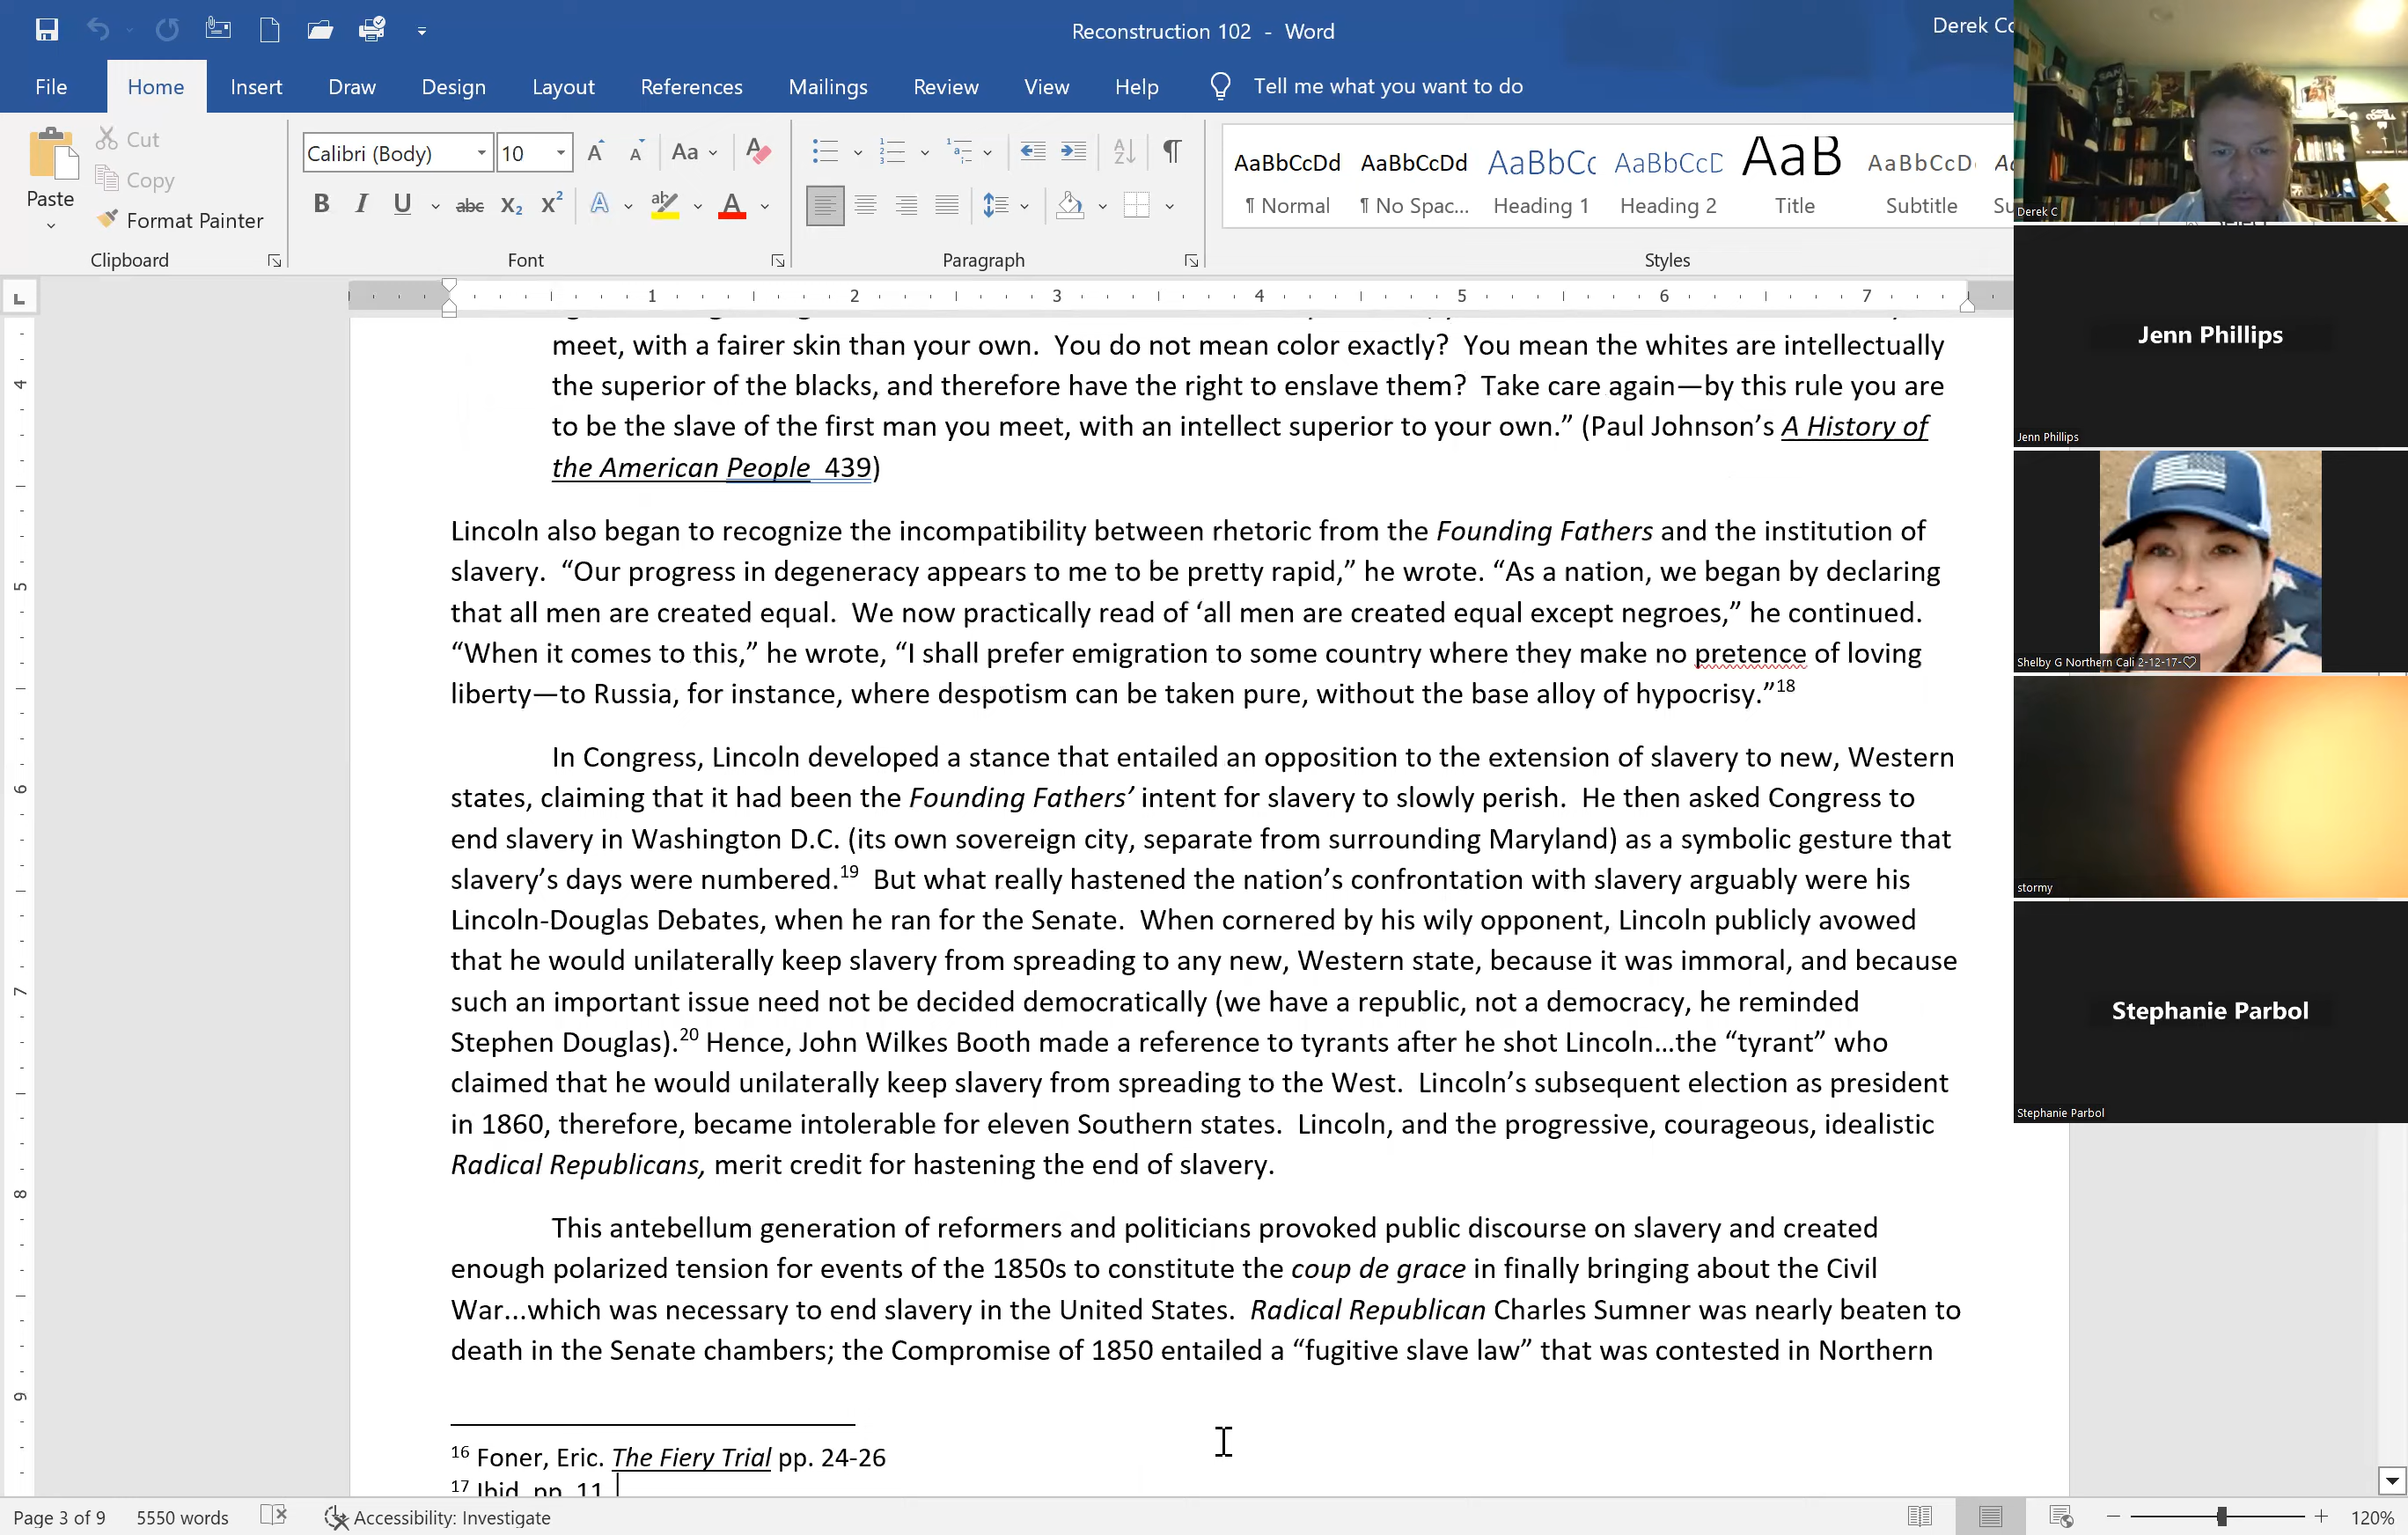 Reconstruction 102 - Word
Derek Co
File Home Insert Draw Design Layout References Mailings Review View Help Tell me what you want to do
Paste
Cut
Copy
Format Painter
Clipboard
Calibri (Body) 10
Font
Paragraph
AaBbCcDd AaBbCcDd AaBbCc AaBbCcD AaB AaBbCcD
¶ Normal ¶ No Spac... Heading 1 Heading 2 Title Subtitle
Styles
1 2 3 4 5 6 7
meet, with a fairer skin than your own. You do not mean color exactly? You mean the whites are intellectually
the superior of the blacks, and therefore have the right to enslave them? Take care again—by this rule you are
to be the slave of the first man you meet, with an intellect superior to your own.” (Paul Johnson’s A History of
the American People 439)
Lincoln also began to recognize the incompatibility between rhetoric from the Founding Fathers and the institution of
slavery. “Our progress in degeneracy appears to me to be pretty rapid,” he wrote. “As a nation, we began by declaring
that all men are created equal. We now practically read of ‘all men are created equal except negroes,” he continued.
“When it comes to this,” he wrote, “I shall prefer emigration to some country where they make no pretence of loving
liberty—to Russia, for instance, where despotism can be taken pure, without the base alloy of hypocrisy.”18
In Congress, Lincoln developed a stance that entailed an opposition to the extension of slavery to new, Western
states, claiming that it had been the Founding Fathers’ intent for slavery to slowly perish. He then asked Congress to
end slavery in Washington D.C. (its own sovereign city, separate from surrounding Maryland) as a symbolic gesture that
slavery’s days were numbered.19 But what really hastened the nation’s confrontation with slavery arguably were his
Lincoln-Douglas Debates, when he ran for the Senate. When cornered by his wily opponent, Lincoln publicly avowed
that he would unilaterally keep slavery from spreading to any new, Western state, because it was immoral, and because
such an important issue need not be decided democratically (we have a republic, not a democracy, he reminded
Stephen Douglas).20 Hence, John Wilkes Booth made a reference to tyrants after he shot Lincoln…the “tyrant” who
claimed that he would unilaterally keep slavery from spreading to the West. Lincoln’s subsequent election as president
in 1860, therefore, became intolerable for eleven Southern states. Lincoln, and the progressive, courageous, idealistic
Radical Republicans, merit credit for hastening the end of slavery.
This antebellum generation of reformers and politicians provoked public discourse on slavery and created
enough polarized tension for events of the 1850s to constitute the coup de grace in finally bringing about the Civil
War...which was necessary to end slavery in the United States. Radical Republican Charles Sumner was nearly beaten to
death in the Senate chambers; the Compromise of 1850 entailed a “fugitive slave law” that was contested in Northern
16 Foner, Eric. The Fiery Trial pp. 24-26
17 Ibid. pp. 11
Page 3 of 9 5550 words Accessibility: Investigate 120%
Derek C
Jenn Phillips
Jenn Phillips
Shelby G Northern Cali 2-12-17-♡
stormy
Stephanie Parbol
Stephanie Parbol